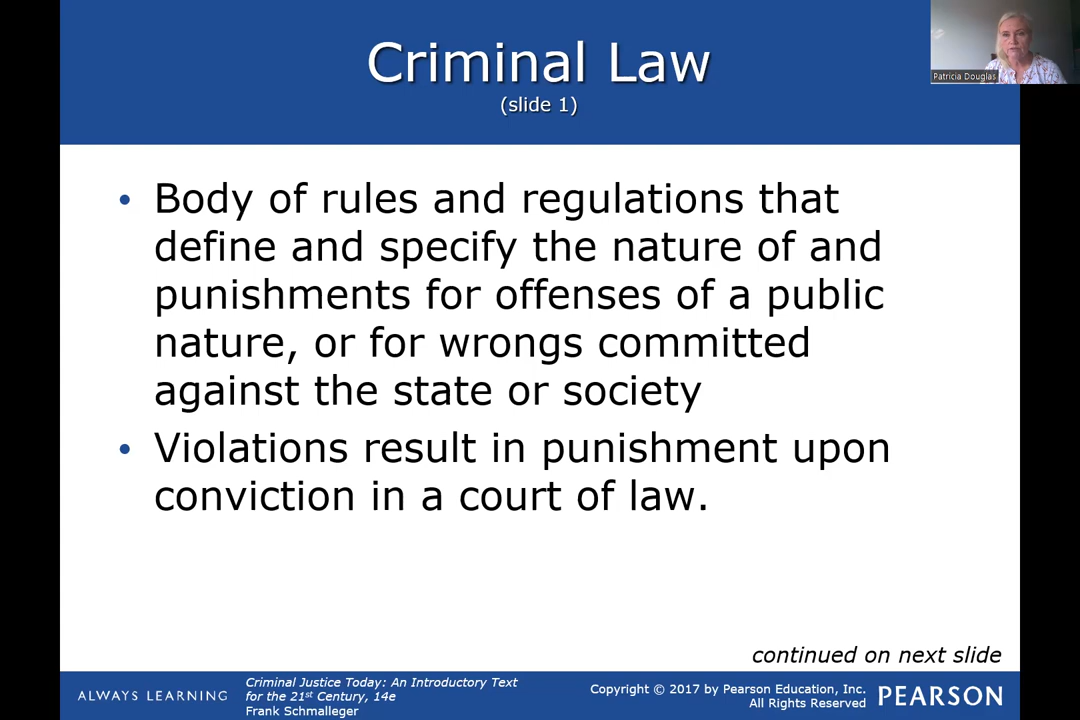 Criminal Law
(slide 1)
Patricia Douglas
• Body of rules and regulations that
define and specify the nature of and
punishments for offenses of a public
nature, or for wrongs committed
against the state or society
• Violations result in punishment upon
conviction in a court of law.
continued on next slide
ALWAYS LEARNING
Criminal Justice Today: An Introductory Text
for the 21st Century, 14e
Frank Schmalleger
Copyright © 2017 by Pearson Education, Inc.
All Rights Reserved
PEARSON